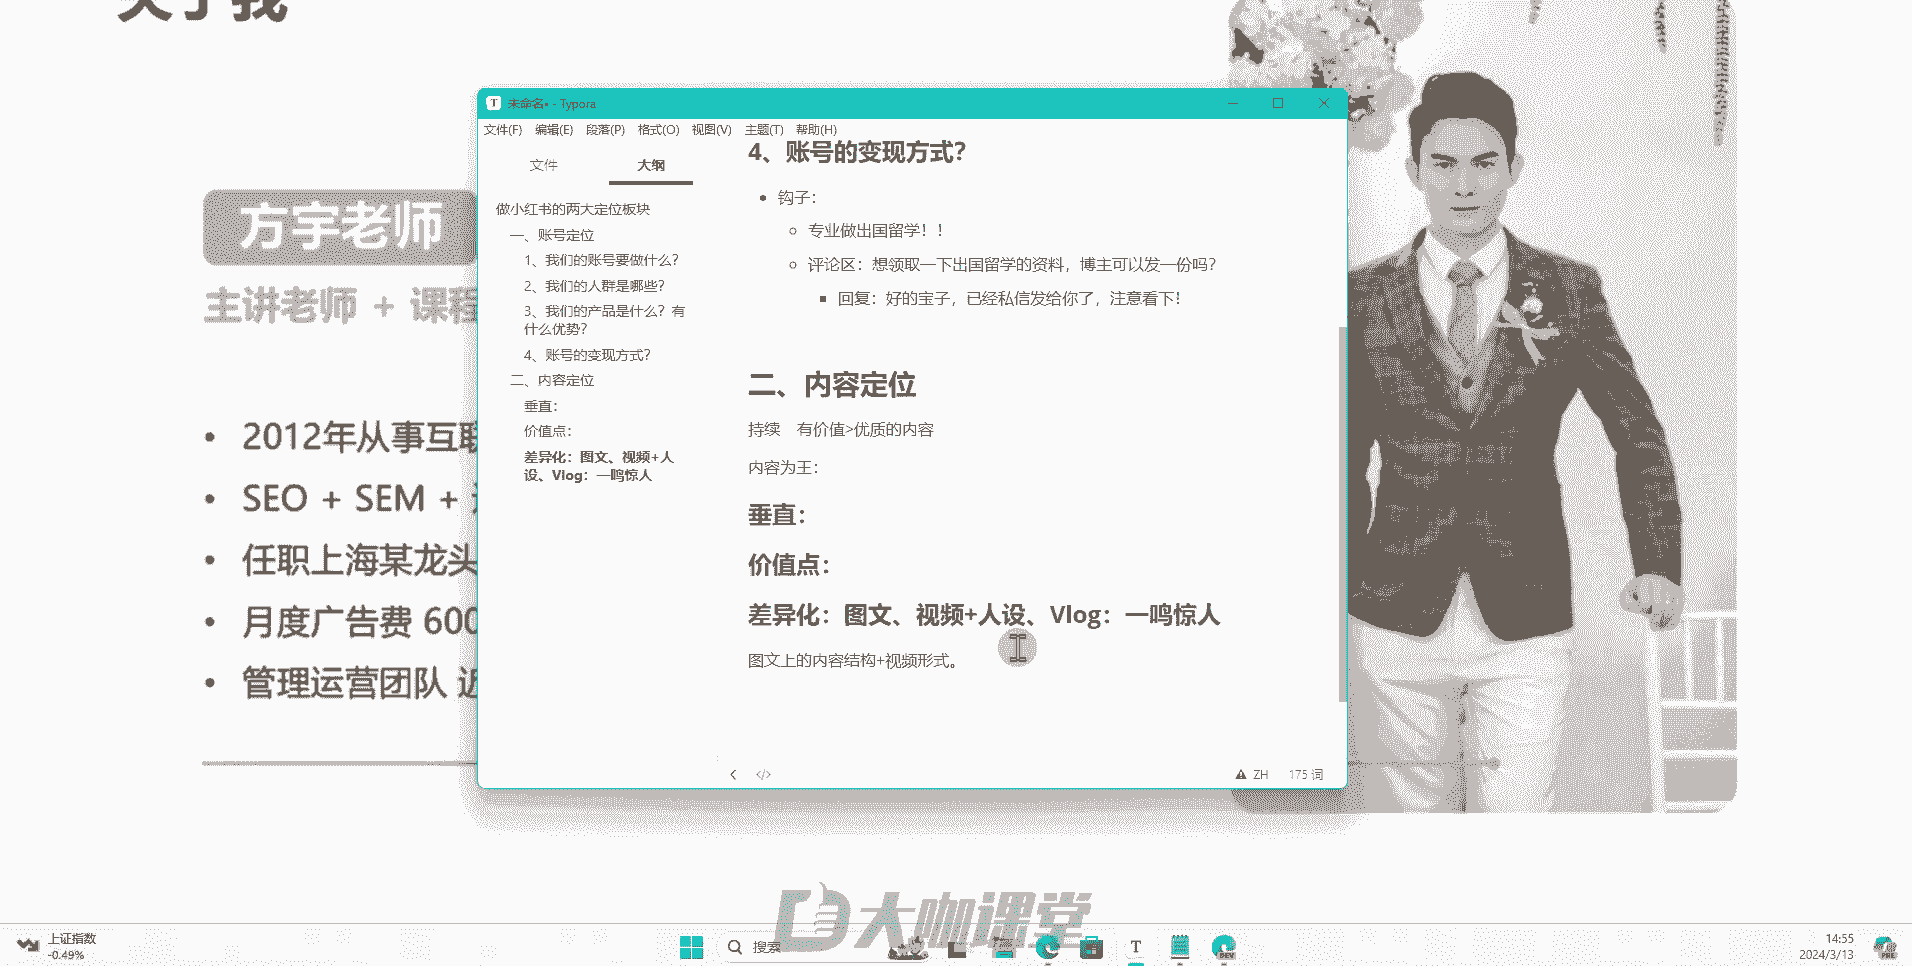 关于我
方宇老师
主讲老师 + 课程
• 2012年从事互联
• SEO + SEM +
• 任职上海某龙头
• 月度广告费 600
• 管理运营团队 近
T 未命名• - Typora
文件(F) 编辑(E) 段落(P) 格式(O) 视图(V) 主题(T) 帮助(H)
文件 大纲
做小红书的两大定位板块
一、账号定位
1、我们的账号要做什么？
2、我们的人群是哪些？
3、我们的产品是什么？有
什么优势？
4、账号的变现方式？
二、内容定位
垂直：
价值点：
差异化：图文、视频+人
设、Vlog：一鸣惊人
4、账号的变现方式？
• 钩子：
◦ 专业做出国留学！！
◦ 评论区：想领取一下出国留学的资料，博主可以发一份吗？
▪ 回复：好的宝子，已经私信发给你了，注意看下！
二、内容定位
持续 有价值>优质的内容
内容为王：
垂直：
价值点：
差异化：图文、视频+人设、Vlog：一鸣惊人
图文上的内容结构+视频形式。
ZH 175 词
大咖课堂
上证指数
-0.49%
搜索
T
DEV
14:55
2024/3/13
PRE